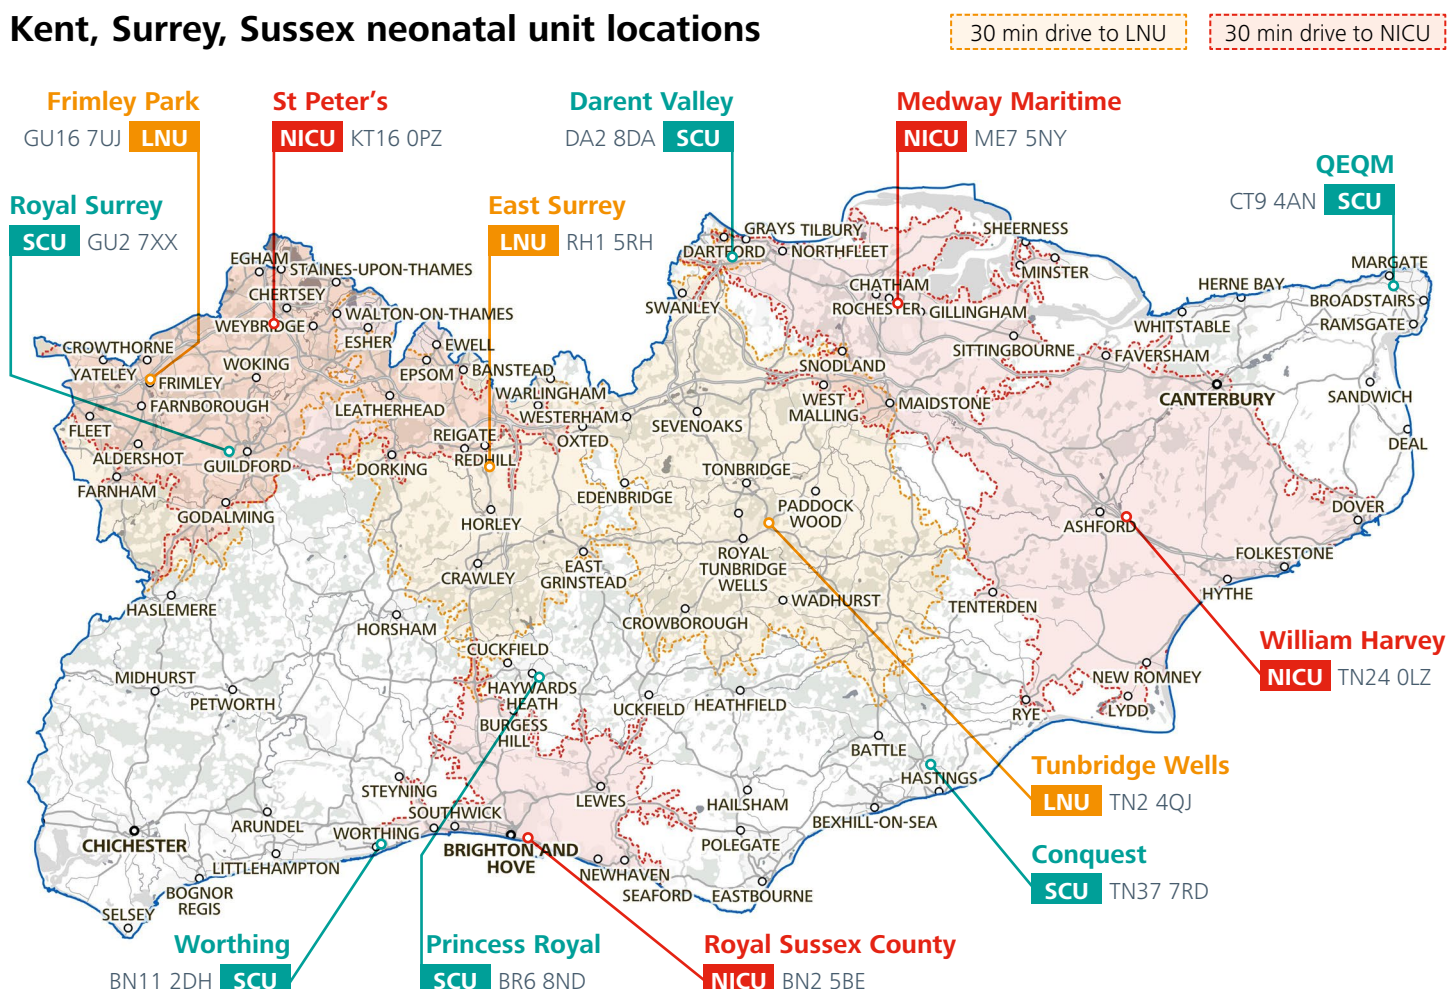 Kent, Surrey, Sussex neonatal unit locations
30 min drive to LNU
30 min drive to NICU
Frimley Park
GU16 7UJ LNU
St Peter's
NICU KT16 0PZ
Darent Valley
DA2 8DA SCU
Medway Maritime
NICU ME7 5NY
QEQM
CT9 4AN SCU
Royal Surrey
SCU GU2 7XX
East Surrey
LNU RH1 5RH
GRAYS
TILBURY
SHEERNESS
DARTFORD
NORTHFLEET
EGHAM
STAINES-UPON-THAMES
MINSTER
MARGATE
CHERTSEY
CHATHAM
HERNE BAY
BROADSTAIRS
SWANLEY
ROCHESTER
GILLINGHAM
WALTON-ON-THAMES
WEYBRIDGE
WHITSTABLE
RAMSGATE
ESHER
EWELL
CROWTHORNE
SITTINGBOURNE
FAVERSHAM
WOKING
SNODLAND
YATELEY
FRIMLEY
EPSOM
BANSTEAD
WARLINGHAM
WEST
MALLING
MAIDSTONE
CANTERBURY
SANDWICH
FARNBOROUGH
LEATHERHEAD
WESTERHAM
SEVENOAKS
FLEET
REIGATE
OXTED
DEAL
ALDERSHOT
GUILDFORD
DORKING
REDHILL
TONBRIDGE
FARNHAM
EDENBRIDGE
PADDOCK
WOOD
DOVER
GODALMING
HORLEY
ASHFORD
ROYAL
TUNBRIDGE
WELLS
FOLKESTONE
CRAWLEY
EAST
GRINSTEAD
HYTHE
HASLEMERE
WADHURST
TENTERDEN
HORSHAM
CROWBOROUGH
William Harvey
NICU TN24 0LZ
CUCKFIELD
MIDHURST
HAYWARDS
HEATH
NEW ROMNEY
PETWORTH
UCKFIELD
HEATHFIELD
RYE
LYDD
BURGESS
HILL
BATTLE
Tunbridge Wells
LNU TN2 4QJ
HASTINGS
STEYNING
LEWES
HAILSHAM
SOUTHWICK
BEXHILL-ON-SEA
ARUNDEL
WORTHING
CHICHESTER
BRIGHTON AND
HOVE
POLEGATE
Conquest
SCU TN37 7RD
LITTLEHAMPTON
NEWHAVEN
BOGNOR
REGIS
SEAFORD
EASTBOURNE
SELSEY
Worthing
BN11 2DH SCU
Princess Royal
SCU BR6 8ND
Royal Sussex County
NICU BN2 5BE